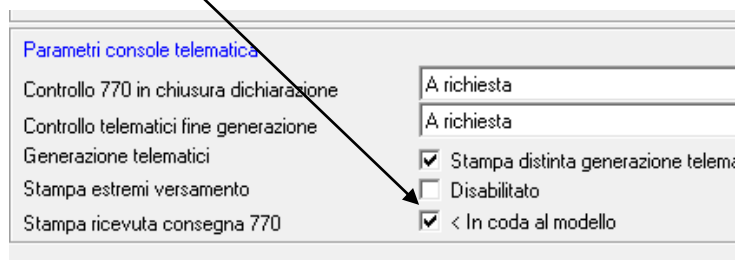 Parametri console telematica
Controllo 770 in chiusura dichiarazione A richiesta
Controllo telematici fine generazione A richiesta
Generazione telematici Stampa distinta generazione
Stampa estremi versamento Disabilitato
Stampa ricevuta consegna 770 < In coda al modello